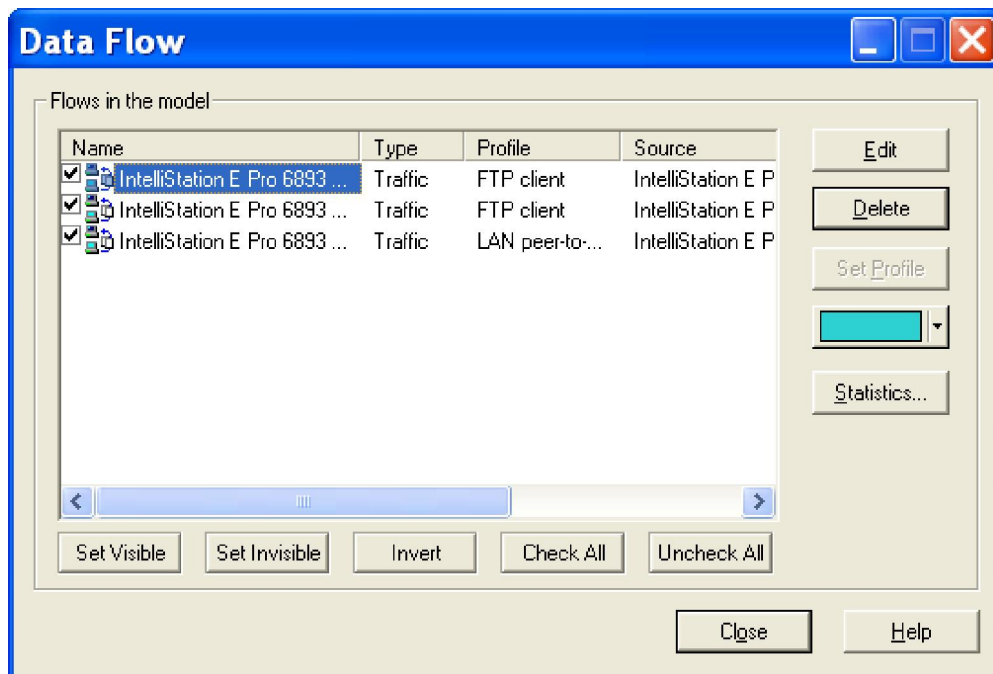 Data Flow
Flows in the model
Name Type Profile Source
IntelliStation E Pro 6893 ... Traffic FTP client IntelliStation E P
IntelliStation E Pro 6893 ... Traffic FTP client IntelliStation E P
IntelliStation E Pro 6893 ... Traffic LAN peer-to-... IntelliStation E P
Edit
Delete
Set Profile
Statistics...
Set Visible Set Invisible Invert Check All Uncheck All
Close Help